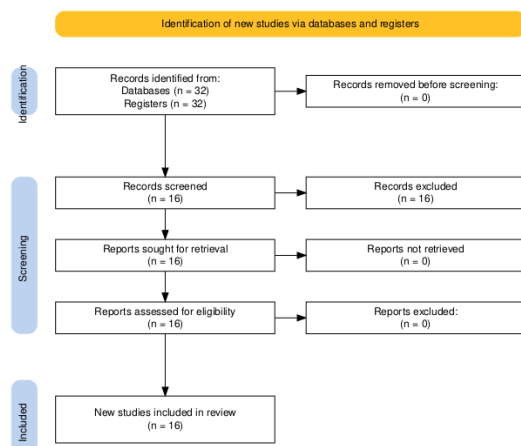 Identification of new studies via databases and registers
Identification
Records identified from:
Databases (n = 32)
Registers (n = 32)
Records removed before screening:
(n = 0)
Screening
Records screened
(n = 16)
Records excluded
(n = 16)
Reports sought for retrieval
(n = 16)
Reports not retrieved
(n = 0)
Reports assessed for eligibility
(n = 16)
Reports excluded:
(n = 0)
Included
New studies included in review
(n = 16)